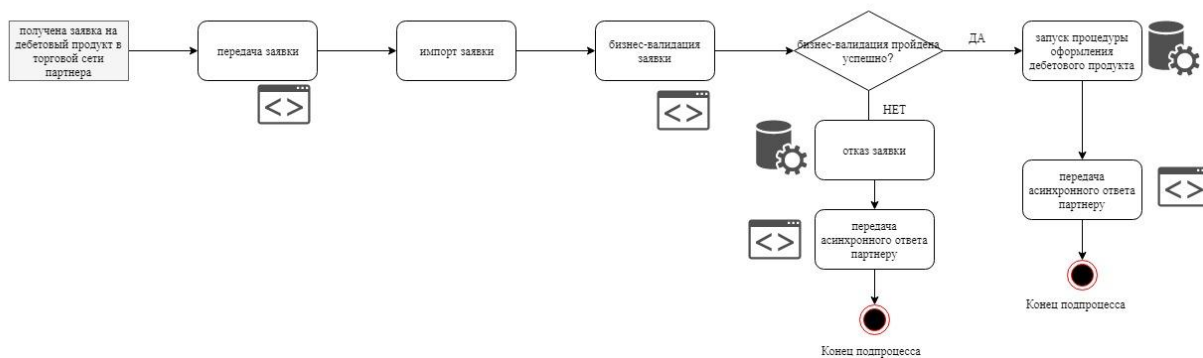 получена заявка на
дебетовый продукт в
торговой сети
партнера
передача заявки
импорт заявки
бизнес-валидация
заявки
бизнес-валидация пройдена
успешно?
ДА
запуск процедуры
оформления
дебетового продукта
НЕТ
отказ заявки
передача
асинхронного ответа
партнеру
Конец подпроцесса
передача
асинхронного ответа
партнеру
Конец подпроцесса